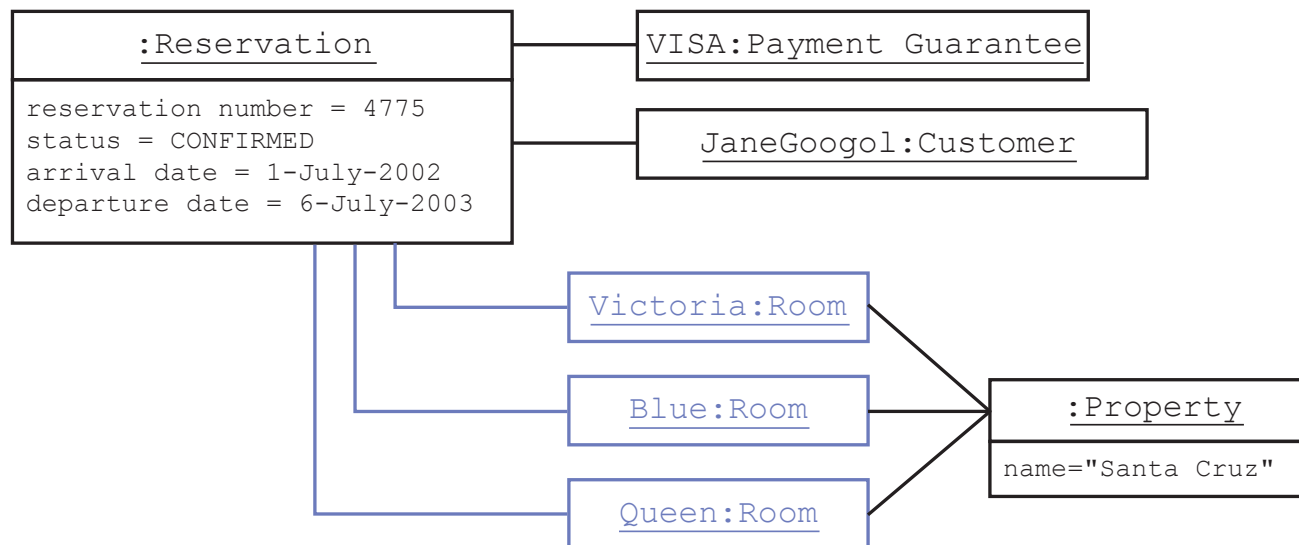 :Reservation
reservation number = 4775
status = CONFIRMED
arrival date = 1-July-2002
departure date = 6-July-2003
VISA:Payment Guarantee
JaneGoogol:Customer
Victoria:Room
Blue:Room
Queen:Room
:Property
name="Santa Cruz"